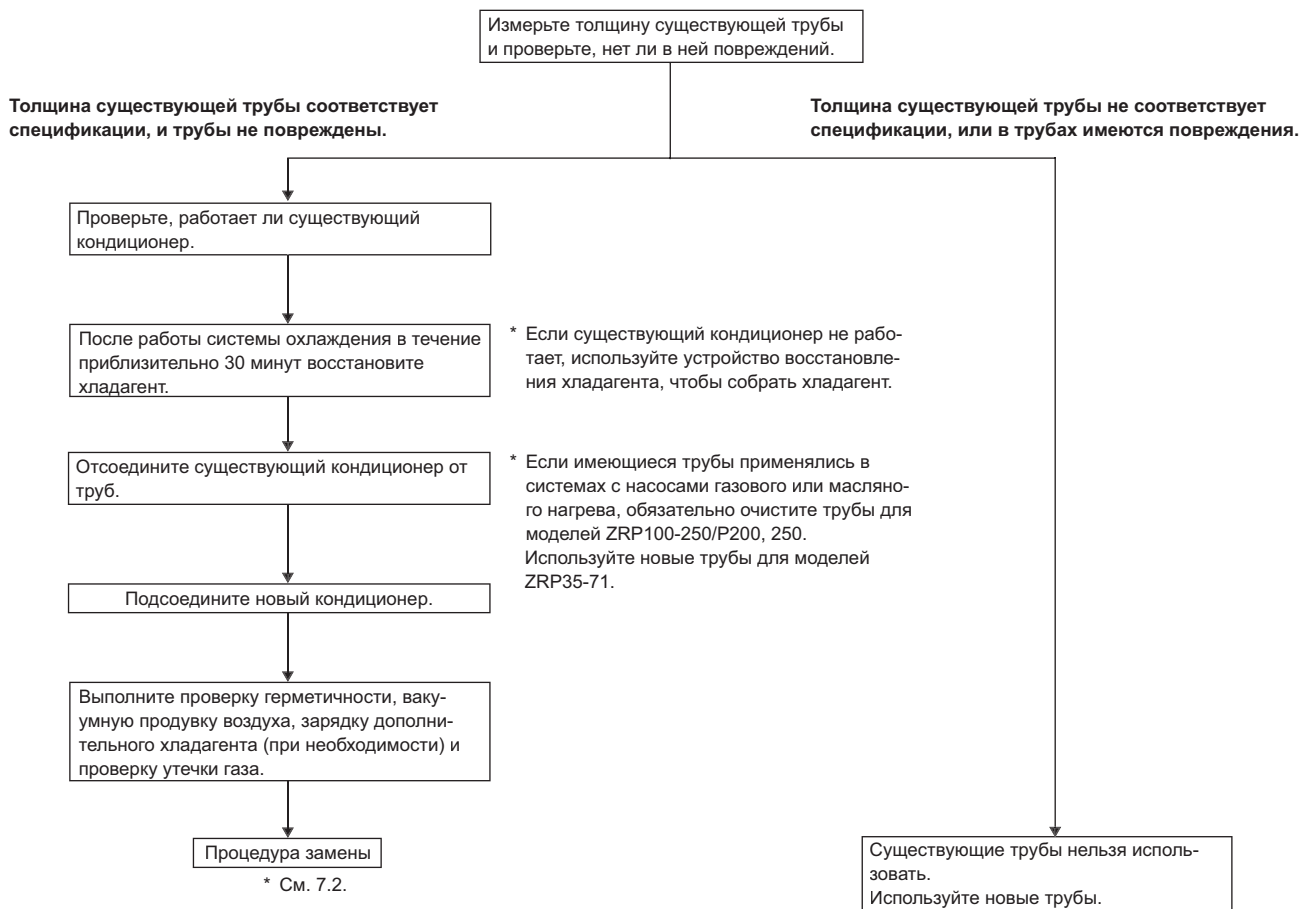 Измерьте толщину существующей трубы
и проверьте, нет ли в ней повреждений.
Толщина существующей трубы соответствует
спецификации, и трубы не повреждены.
Толщина существующей трубы не соответствует
спецификации, или в трубах имеются повреждения.
Проверьте, работает ли существующий
кондиционер.
После работы системы охлаждения в течение
приблизительно 30 минут восстановите
хладагент.
* Если существующий кондиционер не рабо-
тает, используйте устройство восстановле-
ния хладагента, чтобы собрать хладагент.
Отсоедините существующий кондиционер от
труб.
* Если имеющиеся трубы применялись в
системах с насосами газового или масляно-
го нагрева, обязательно очистите трубы для
моделей ZRP100-250/P200, 250.
Используйте новые трубы для моделей
ZRP35-71.
Подсоедините новый кондиционер.
Выполните проверку герметичности, ваку-
умную продувку воздуха, зарядку дополни-
тельного хладагента (при необходимости) и
проверку утечки газа.
Процедура замены
* См. 7.2.
Существующие трубы нельзя исполь-
зовать.
Используйте новые трубы.